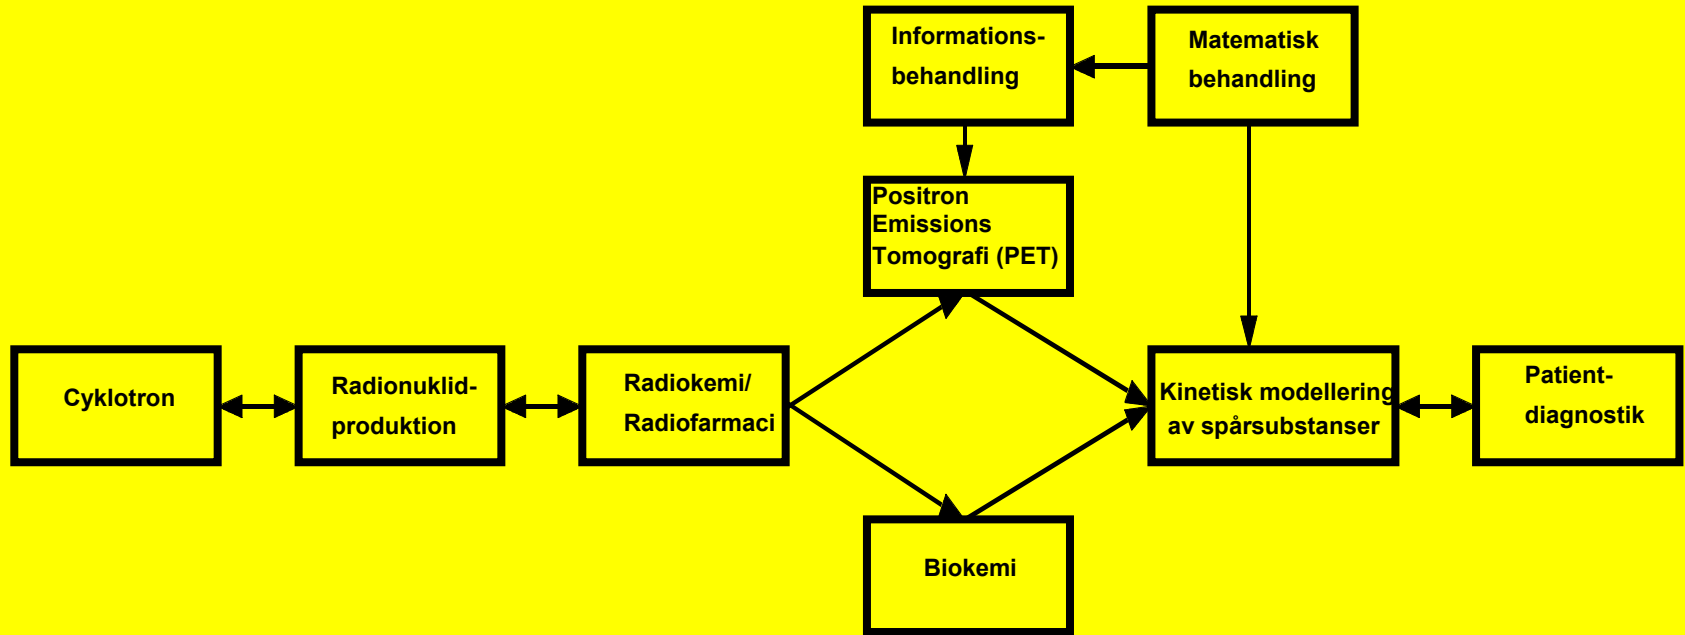 Informations-
behandling
Matematisk
behandling
Positron
Emissions
Tomografi (PET)
Cyklotron
Radionuklid-
produktion
Radiokemi/
Radiofarmaci
Kinetisk modellering
av spårsubstanser
Patient-
diagnostik
Biokemi